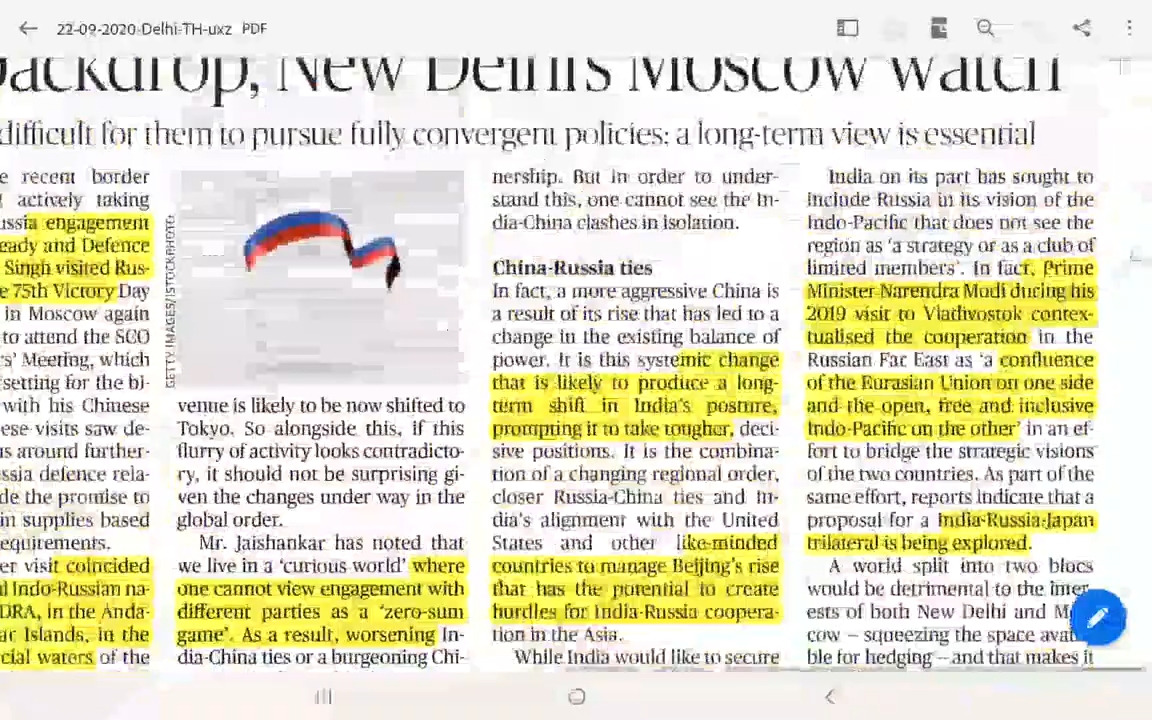 22-09-2020-Delhi-TH-uxz PDF
backdrop, New Delhi's Moscow watch
difficult for them to pursue fully convergent policies; a long-term view is essential
e recent border
actively taking
ussia engagement
eady and Defence
Singh visited Rus-
e 75th Victory Day
in Moscow again
to attend the SCO
rs' Meeting, which
setting for the bi-
with his Chinese
ese visits saw de-
ns around further-
ssia defence rela-
de the promise to
in supplies based
equirements.
er visit coincided
l Indo-Russian na-
DRA, in the Anda-
ar Islands, in the
cial waters of the
GETTY IMAGES/ISTOCKPHOTO
venue is likely to be now shifted to
Tokyo. So alongside this, if this
flurry of activity looks contradicto-
ry, it should not be surprising gi-
ven the changes under way in the
global order.
Mr. Jaishankar has noted that
we live in a 'curious world' where
one cannot view engagement with
different parties as a 'zero-sum
game'. As a result, worsening In-
dia-China ties or a burgeoning Chi-
nership. But in order to under-
stand this, one cannot see the In-
dia-China clashes in isolation.
China-Russia ties
In fact, a more aggressive China is
a result of its rise that has led to a
change in the existing balance of
power. It is this systemic change
that is likely to produce a long-
term shift in India's posture,
prompting it to take tougher, deci-
sive positions. It is the combina-
tion of a changing regional order,
closer Russia-China ties and In-
dia's alignment with the United
States and other like-minded
countries to manage Beijing's rise
that has the potential to create
hurdles for India-Russia coopera-
tion in the Asia.
While India would like to secure
India on its part has sought to
include Russia in its vision of the
Indo-Pacific that does not see the
region as 'a strategy or as a club of
limited members'. In fact, Prime
Minister Narendra Modi during his
2019 visit to Vladivostok contex-
tualised the cooperation in the
Russian Far East as 'a confluence
of the Eurasian Union on one side
and the open, free and inclusive
Indo-Pacific on the other' in an ef-
fort to bridge the strategic visions
of the two countries. As part of the
same effort, reports indicate that a
proposal for a India-Russia-Japan
trilateral is being explored.
A world split into two blocs
would be detrimental to the inter-
ests of both New Delhi and Mos-
cow — squeezing the space availa-
ble for hedging — and that makes it